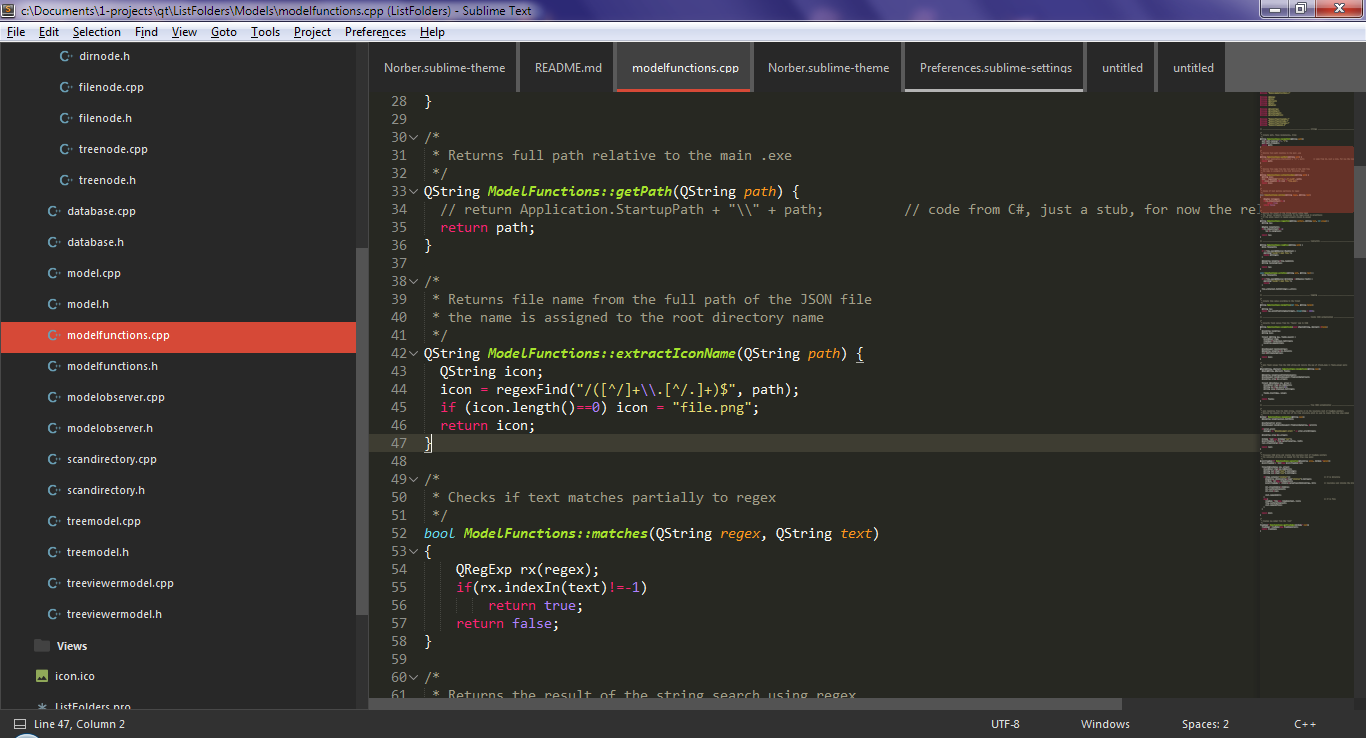 c:\Documents\1-projects\qt\ListFolders\Models\modelfunctions.cpp (ListFolders) - Sublime Text
File Edit Selection Find View Goto Tools Project Preferences Help
dirnode.h
filenode.cpp
filenode.h
treenode.cpp
treenode.h
database.cpp
database.h
model.cpp
model.h
modelfunctions.cpp
modelfunctions.h
modelobserver.cpp
modelobserver.h
scandirectory.cpp
scandirectory.h
treemodel.cpp
treemodel.h
treeviewermodel.cpp
treeviewermodel.h
Views
icon.ico
ListFolders.pro
Norber.sublime-theme README.md modelfunctions.cpp Norber.sublime-theme Preferences.sublime-settings untitled untitled
28 }
29
30 /*
31  * Returns full path relative to the main .exe
32  */
33 QString ModelFunctions::getPath(QString path) {
34   // return Application.StartupPath + "\\" + path;          // code from C#, just a stub, for now the rel
35   return path;
36 }
37
38 /*
39  * Returns file name from the full path of the JSON file
40  * the name is assigned to the root directory name
41  */
42 QString ModelFunctions::extractIconName(QString path) {
43   QString icon;
44   icon = regexFind("/([^/]+\\.[^/.]+)$", path);
45   if (icon.length()==0) icon = "file.png";
46   return icon;
47 }
48
49 /*
50  * Checks if text matches partially to regex
51  */
52 bool ModelFunctions::matches(QString regex, QString text)
53 {
54     QRegExp rx(regex);
55     if(rx.indexIn(text)!=-1)
56         return true;
57     return false;
58 }
59
60 /*
61  * Returns the result of the string search using regex
Line 47, Column 2 UTF-8 Windows Spaces: 2 C++